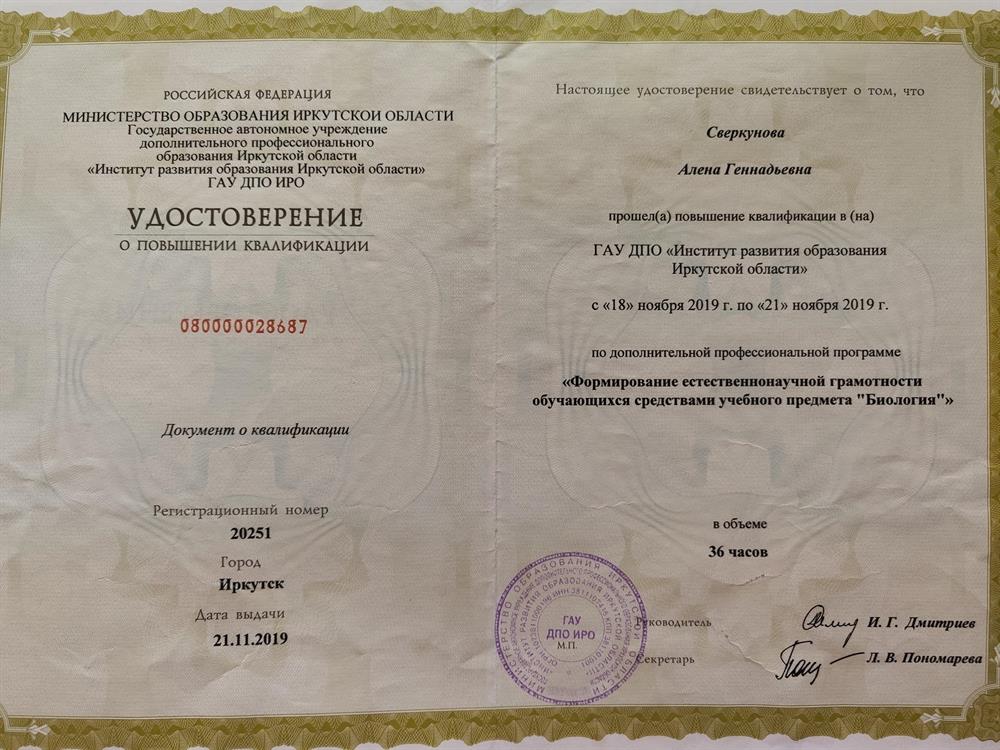 РОССИЙСКАЯ ФЕДЕРАЦИЯ
МИНИСТЕРСТВО ОБРАЗОВАНИЯ ИРКУТСКОЙ ОБЛАСТИ
Государственное автономное учреждение
дополнительного профессионального
образования Иркутской области
«Институт развития образования Иркутской области»
ГАУ ДПО ИРО
УДОСТОВЕРЕНИЕ
О ПОВЫШЕНИИ КВАЛИФИКАЦИИ
080000028687
Документ о квалификации
Регистрационный номер
20251
Город
Иркутск
Дата выдачи
21.11.2019
Настоящее удостоверение свидетельствует о том, что
Сверкунова
Алена Геннадьевна
прошел(а) повышение квалификации в (на)
ГАУ ДПО «Институт развития образования
Иркутской области»
с «18» ноября 2019 г. по «21» ноября 2019 г.
по дополнительной профессиональной программе
«Формирование естественнонаучной грамотности
обучающихся средствами учебного предмета "Биология"»
в объеме
36 часов
МИНИСТЕРСТВО ОБРАЗОВАНИЯ ИРКУТСКОЙ ОБЛАСТИ
ГАУ
ДПО ИРО
М.П.
Руководитель
И. Г. Дмитриев
Секретарь
Л. В. Пономарева